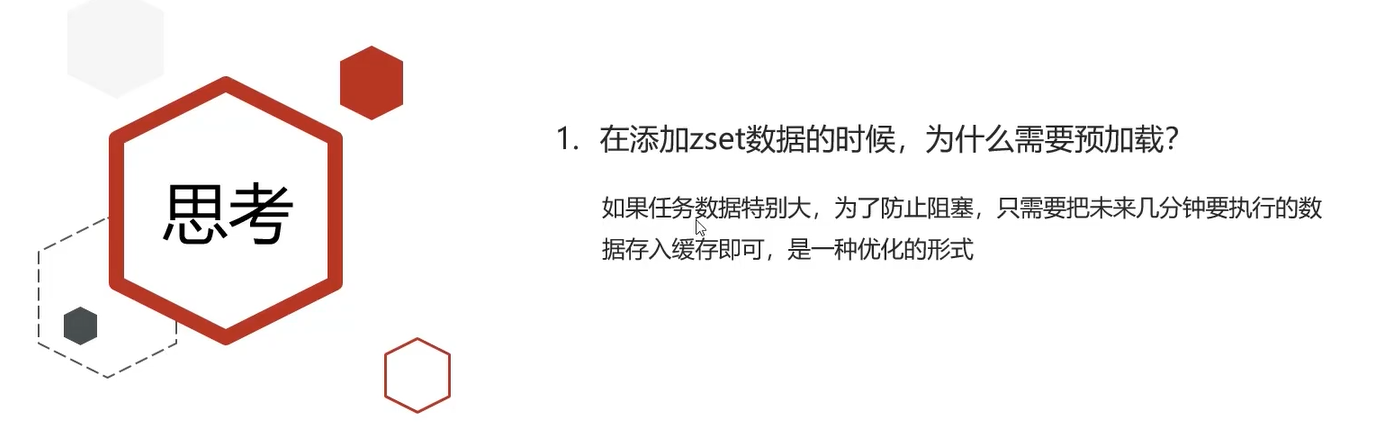 思考
1. 在添加zset数据的时候，为什么需要预加载？
如果任务数据特别大，为了防止阻塞，只需要把未来几分钟要执行的数
据存入缓存即可，是一种优化的形式